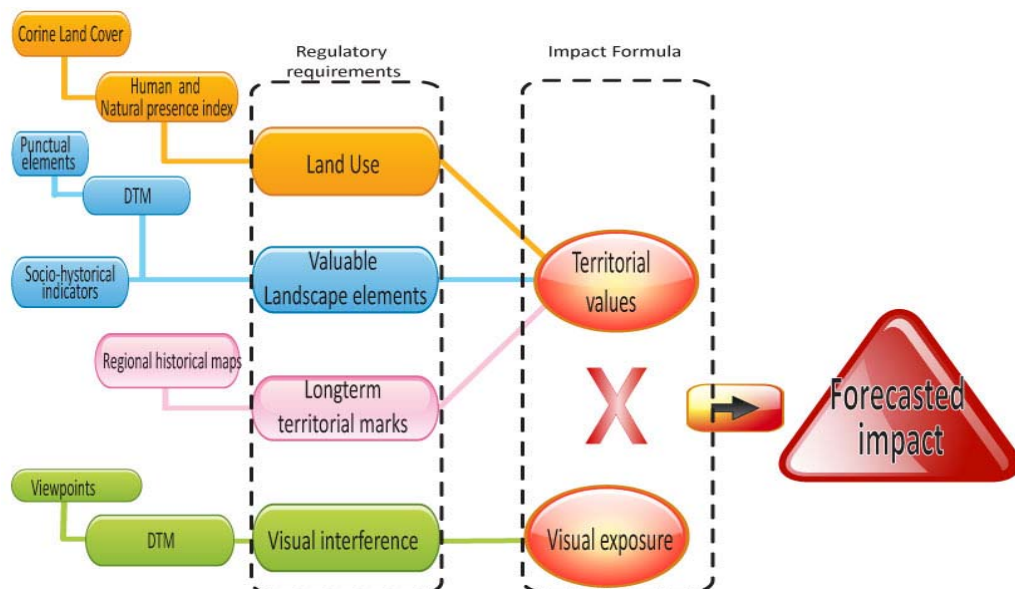 Corine Land Cover
Human and
Natural presence index
Punctual
elements
DTM
Socio-hystorical
indicators
Regional historical maps
Viewpoints
DTM
Regulatory
requirements
Land Use
Valuable
Landscape elements
Longterm
territorial marks
Visual interference
Impact Formula
Territorial
values
X
Visual exposure
Forecasted
impact